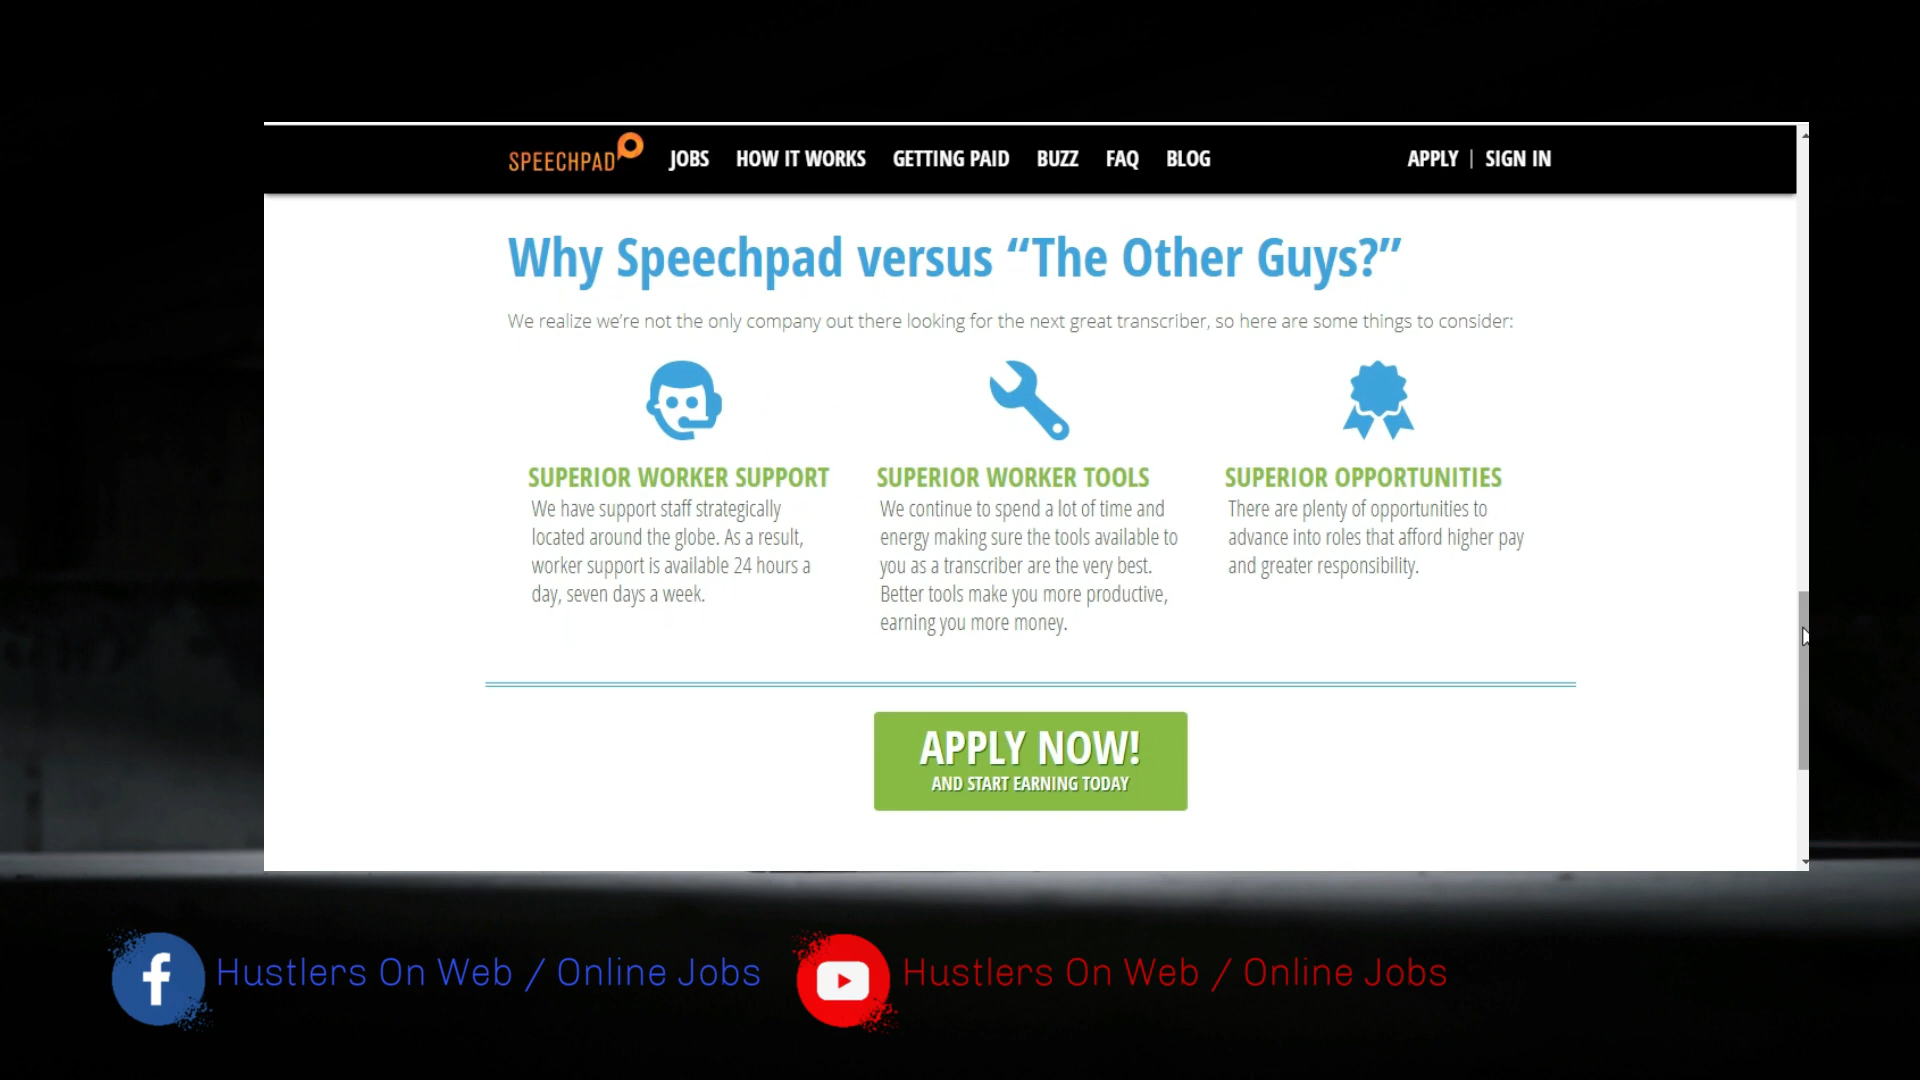 SPEECHPAD JOBS HOW IT WORKS GETTING PAID BUZZ FAQ BLOG APPLY | SIGN IN
Why Speechpad versus “The Other Guys?”
We realize we’re not the only company out there looking for the next great transcriber, so here are some things to consider:
SUPERIOR WORKER SUPPORT
We have support staff strategically
located around the globe. As a result,
worker support is available 24 hours a
day, seven days a week.
SUPERIOR WORKER TOOLS
We continue to spend a lot of time and
energy making sure the tools available to
you as a transcriber are the very best.
Better tools make you more productive,
earning you more money.
SUPERIOR OPPORTUNITIES
There are plenty of opportunities to
advance into roles that afford higher pay
and greater responsibility.
APPLY NOW!
AND START EARNING TODAY
Hustlers On Web / Online Jobs
Hustlers On Web / Online Jobs